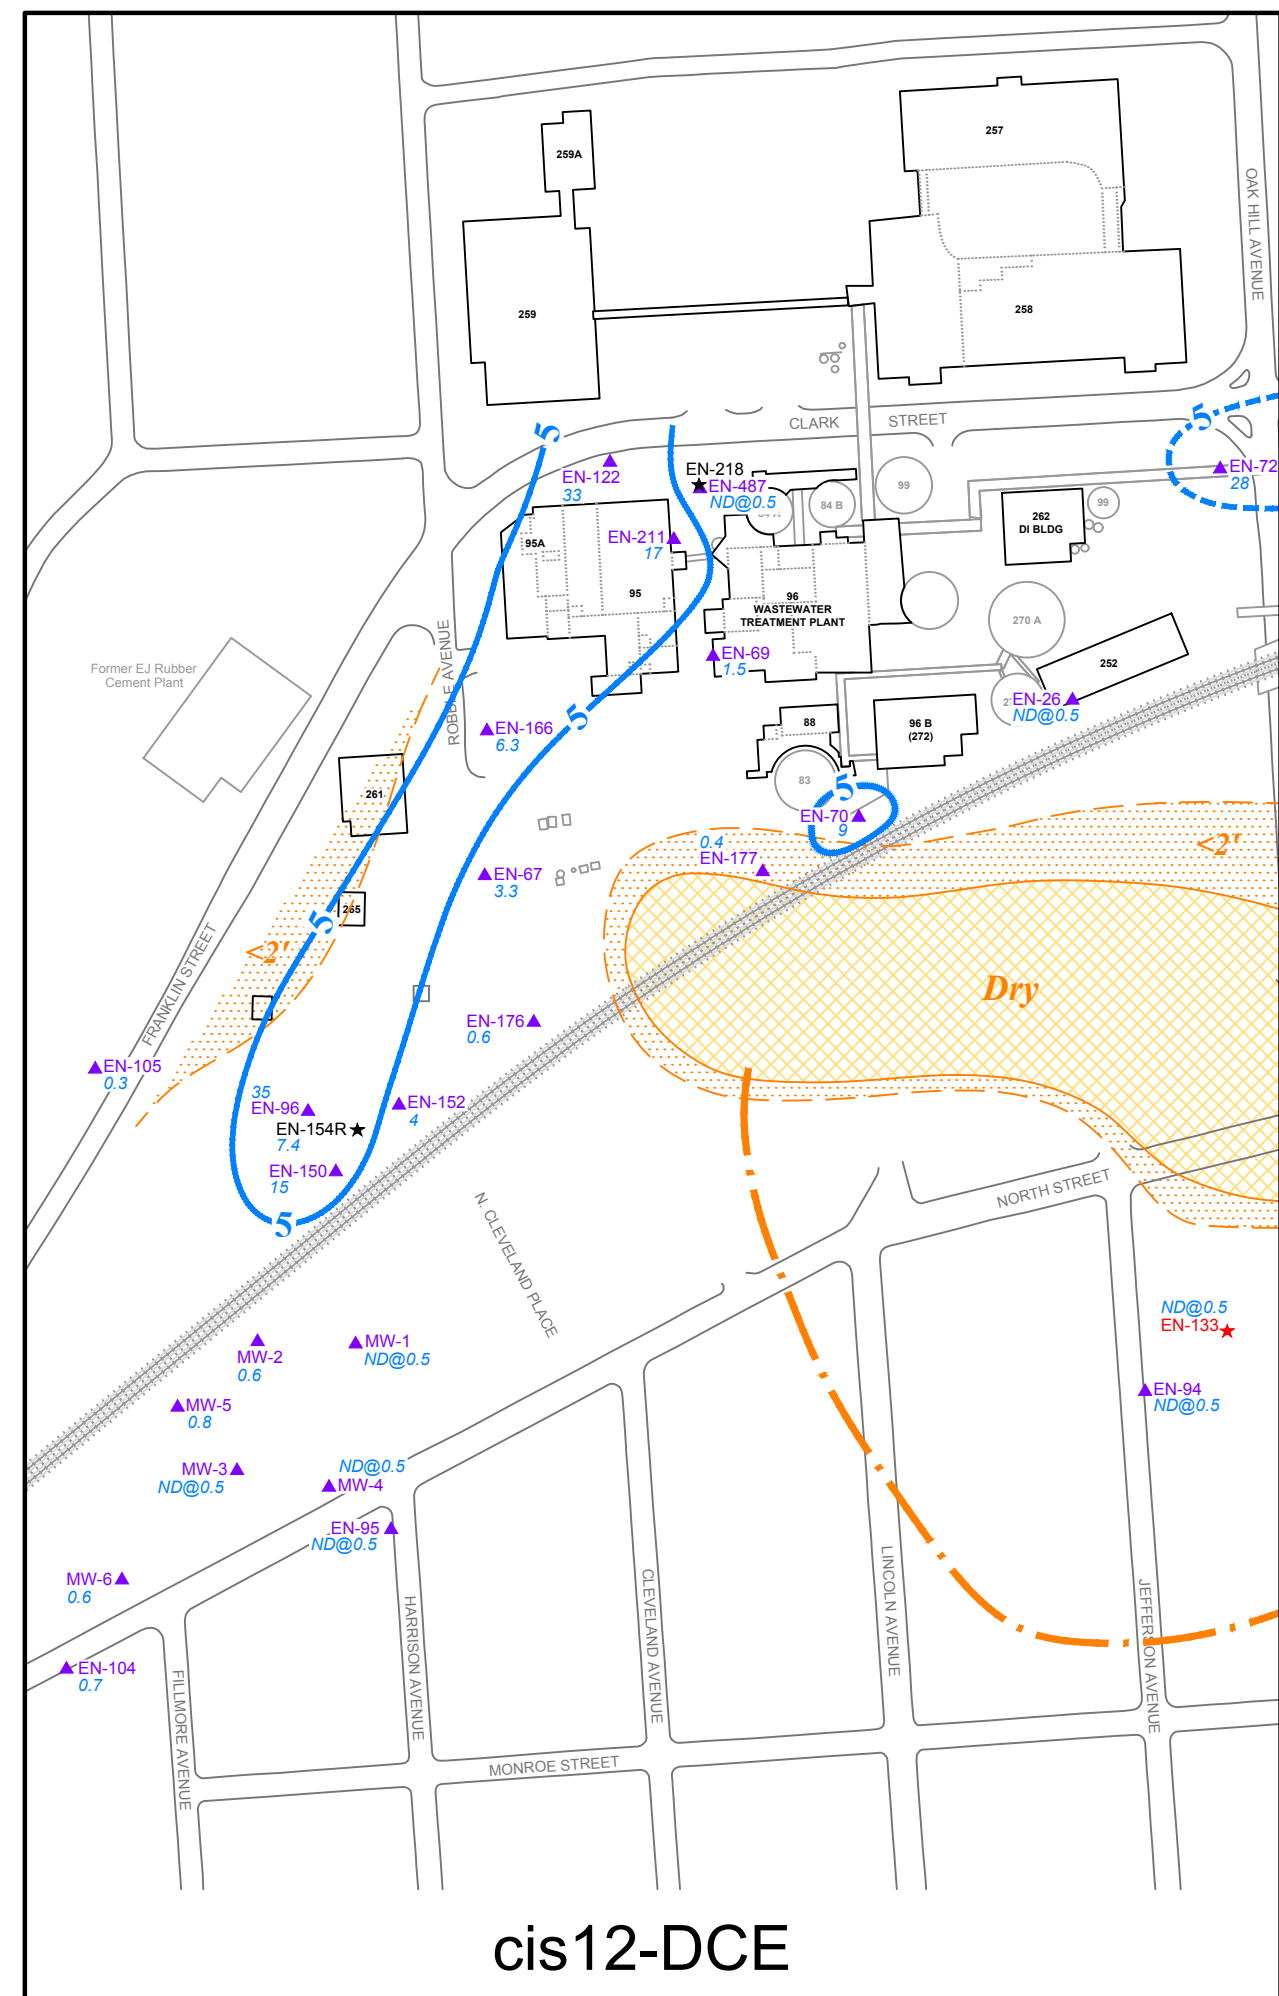 257
259A
OAK HILL AVENUE
259
258
CLARK STREET
5
5
EN-218
EN-72
28
EN-122
33
EN-487
ND@0.5
99
84 B
99
262
DI BLDG
EN-211
17
95A
95
96
WASTEWATER
TREATMENT PLANT
270 A
ROBBLE AVENUE
Former EJ Rubber
Cement Plant
EN-69
1.5
252
EN-26
ND@0.5
5
88
96 B
(272)
EN-166
6.3
83
5
261
EN-70
9
0.4
EN-177
<2'
EN-67
3.3
265
5
<2'
FRANKLIN STREET
Dry
EN-176
0.6
EN-105
0.3
35
EN-96
EN-152
4
EN-154R
7.4
EN-150
15
5
NORTH STREET
N. CLEVELAND PLACE
ND@0.5
EN-133
MW-2
0.6
MW-1
ND@0.5
EN-94
ND@0.5
MW-5
0.8
MW-3
ND@0.5
ND@0.5
MW-4
EN-95
ND@0.5
MW-6
0.6
EN-104
0.7
FILLMORE AVENUE
HARRISON AVENUE
CLEVELAND AVENUE
LINCOLN AVENUE
JEFFERSON AVENUE
MONROE STREET
cis12-DCE